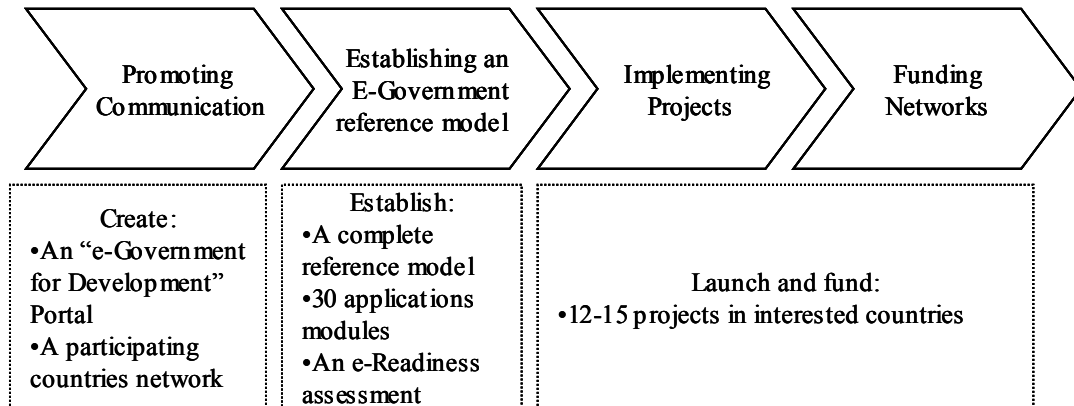 Promoting
Communication
Establishing an
E-Government
reference model
Implementing
Projects
Funding
Networks
Create:
•An “e-Government
for Development”
Portal
•A participating
countries network
Establish:
•A complete
reference model
•30 applications
modules
•An e-Readiness
assessment
Launch and fund:
•12-15 projects in interested countries